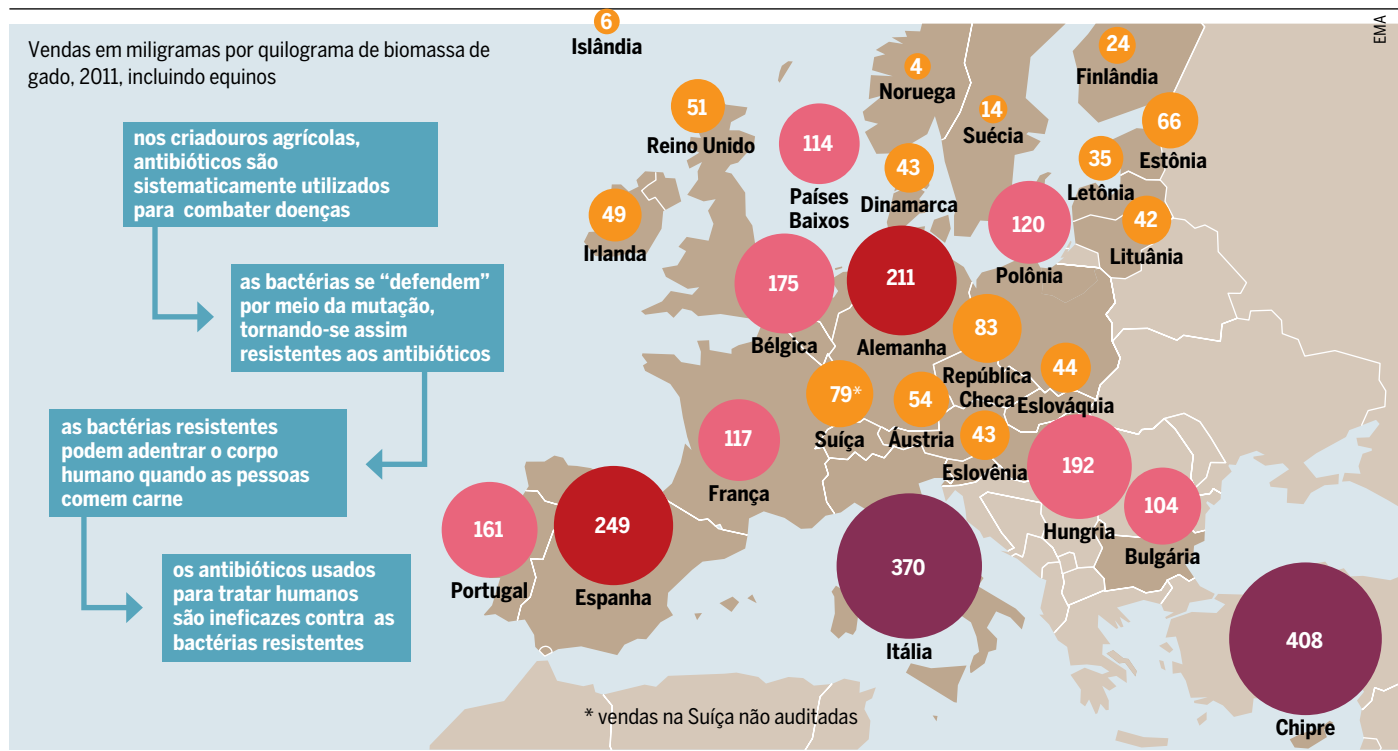 EMA
Vendas em miligramas por quilograma de biomassa de
gado, 2011, incluindo equinos
nos criadouros agrícolas,
antibióticos são
sistematicamente utilizados
para combater doenças
as bactérias se “defendem”
por meio da mutação,
tornando-se assim
resistentes aos antibióticos
as bactérias resistentes
podem adentrar o corpo
humano quando as pessoas
comem carne
os antibióticos usados
para tratar humanos
são ineficazes contra as
bactérias resistentes
6
Islândia
4
Noruega
14
Suécia
24
Finlândia
51
Reino Unido
114
Países
Baixos
43
Dinamarca
66
Estônia
35
Letônia
42
Lituânia
49
Irlanda
120
Polônia
175
Bélgica
211
Alemanha
83
República
Checa
44
Eslováquia
79*
Suíça
54
Áustria
43
Eslovênia
117
França
192
Hungria
104
Bulgária
161
Portugal
249
Espanha
370
Itália
408
Chipre
* vendas na Suíça não auditadas